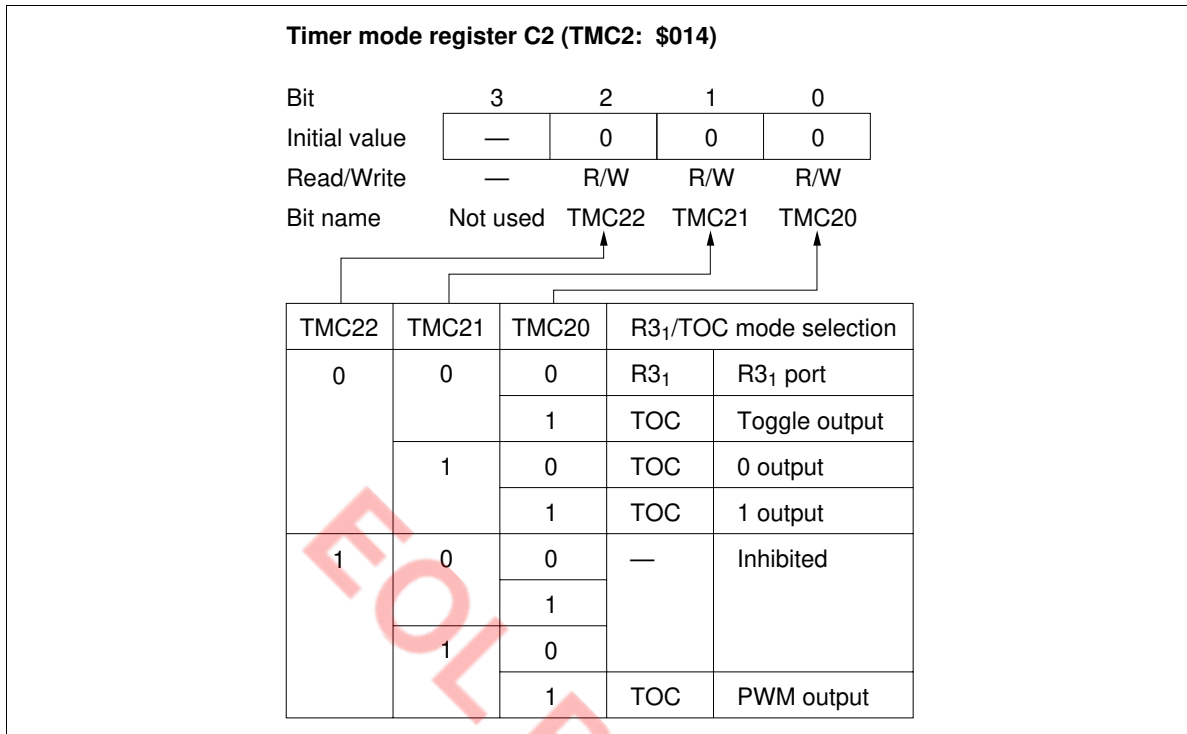 Timer mode register C2 (TMC2: $014)
Bit 3 2 1 0
Initial value — 0 0 0
Read/Write — R/W R/W R/W
Bit name Not used TMC22 TMC21 TMC20
TMC22 TMC21 TMC20 R3₁/TOC mode selection
0 0 0 R3₁ R3₁ port
1 TOC Toggle output
1 0 TOC 0 output
1 TOC 1 output
1 0 0 — Inhibited
1
1 0
1 TOC PWM output
EOL